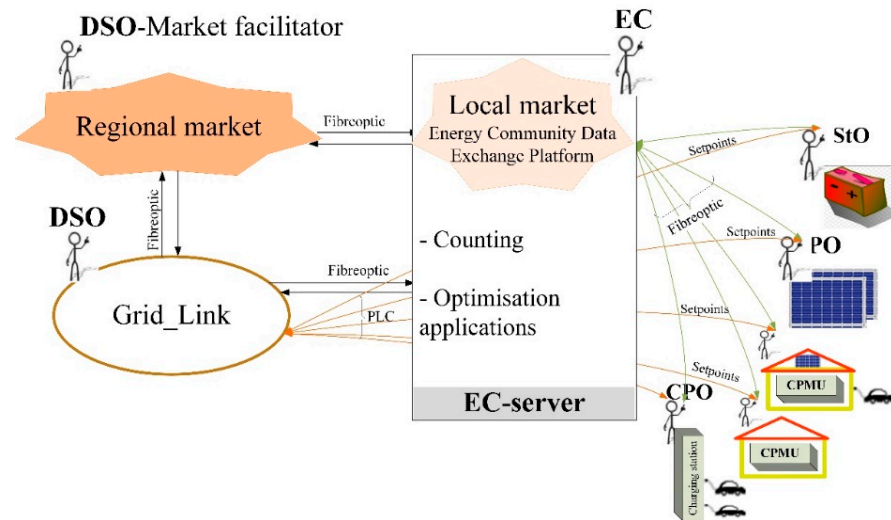 DSO-Market facilitator
EC
Regional market
Fibreoptic
Local market
Energy Community Data
Exchange Platform
Setpoints
StO
- +
DSO
Fibreoptic
Fibreoptic
Setpoints
PO
- Counting
Fibreoptic
Grid_Link
PLC
- Optimisation
applications
Setpoints
Setpoints
CPMU
EC-server
CPO
CPMU
Charging station